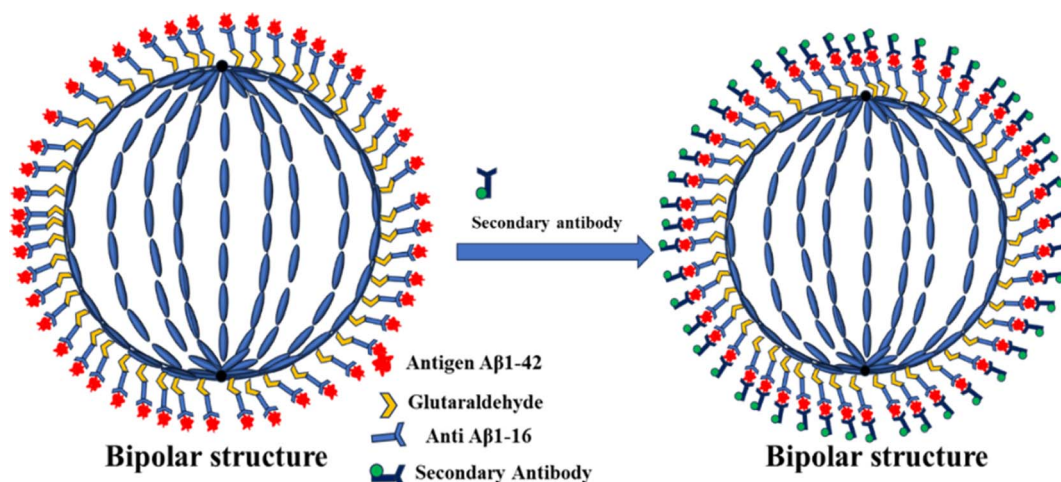 Secondary antibody
Antigen Aβ1-42
Glutaraldehyde
Anti Aβ1-16
Secondary Antibody
Bipolar structure
Bipolar structure